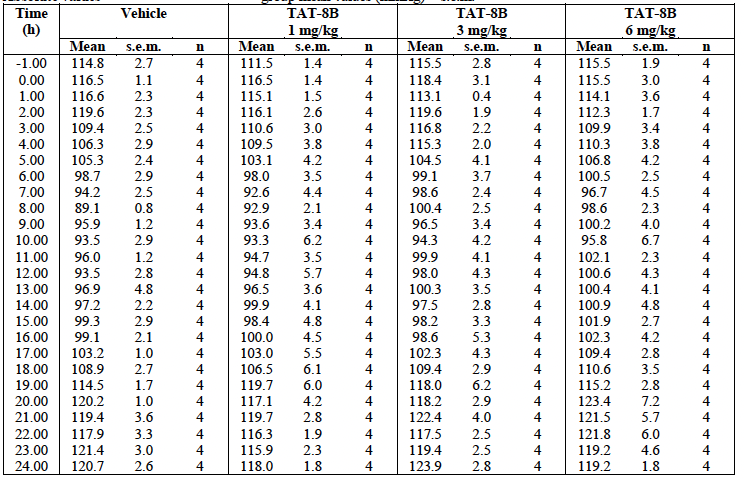 Time Vehicle TAT-8B TAT-8B TAT-8B
(h) 1 mg/kg 3 mg/kg 6 mg/kg
Mean s.e.m. n Mean s.e.m. n Mean s.e.m. n Mean s.e.m. n
-1.00 114.8 2.7 4 111.5 1.4 4 115.5 2.8 4 115.5 1.9 4
0.00 116.5 1.1 4 116.5 1.4 4 118.4 3.1 4 115.5 3.0 4
1.00 116.6 2.3 4 115.1 1.5 4 113.1 0.4 4 114.1 3.6 4
2.00 119.6 2.3 4 116.1 2.6 4 119.6 1.9 4 112.3 1.7 4
3.00 109.4 2.5 4 110.6 3.0 4 116.8 2.2 4 109.9 3.4 4
4.00 106.3 2.9 4 109.5 3.8 4 115.3 2.0 4 110.3 3.8 4
5.00 105.3 2.4 4 103.1 4.2 4 104.5 4.1 4 106.8 4.2 4
6.00 98.7 2.9 4 98.0 3.5 4 99.1 3.7 4 100.5 2.5 4
7.00 94.2 2.5 4 92.6 4.4 4 98.6 2.4 4 96.7 4.5 4
8.00 89.1 0.8 4 92.9 2.1 4 100.4 2.5 4 98.6 2.3 4
9.00 95.9 1.2 4 93.6 3.4 4 96.5 3.4 4 100.2 4.0 4
10.00 93.5 2.9 4 93.3 6.2 4 94.3 4.2 4 95.8 6.7 4
11.00 96.0 1.2 4 94.7 3.5 4 99.9 4.1 4 102.1 2.3 4
12.00 93.5 2.8 4 94.8 5.7 4 98.0 4.3 4 100.6 4.3 4
13.00 96.9 4.8 4 96.5 3.6 4 100.3 3.5 4 100.4 4.1 4
14.00 97.2 2.2 4 99.9 4.1 4 97.5 2.8 4 100.9 4.8 4
15.00 99.3 2.9 4 98.4 4.8 4 98.2 3.3 4 101.9 2.7 4
16.00 99.1 2.1 4 100.0 4.5 4 98.6 5.3 4 102.3 4.2 4
17.00 103.2 1.0 4 103.0 5.5 4 102.3 4.3 4 109.4 2.8 4
18.00 108.9 2.7 4 106.5 6.1 4 109.4 2.9 4 110.6 3.5 4
19.00 114.5 1.7 4 119.7 6.0 4 118.0 6.2 4 115.2 2.8 4
20.00 120.2 1.0 4 117.1 4.2 4 118.2 2.9 4 123.4 7.2 4
21.00 119.4 3.6 4 119.7 2.8 4 122.4 4.0 4 121.5 5.7 4
22.00 117.9 3.3 4 116.3 1.9 4 117.5 2.5 4 121.8 6.0 4
23.00 121.4 3.0 4 115.9 2.3 4 119.4 2.5 4 119.2 4.6 4
24.00 120.7 2.6 4 118.0 1.8 4 123.9 2.8 4 119.2 1.8 4